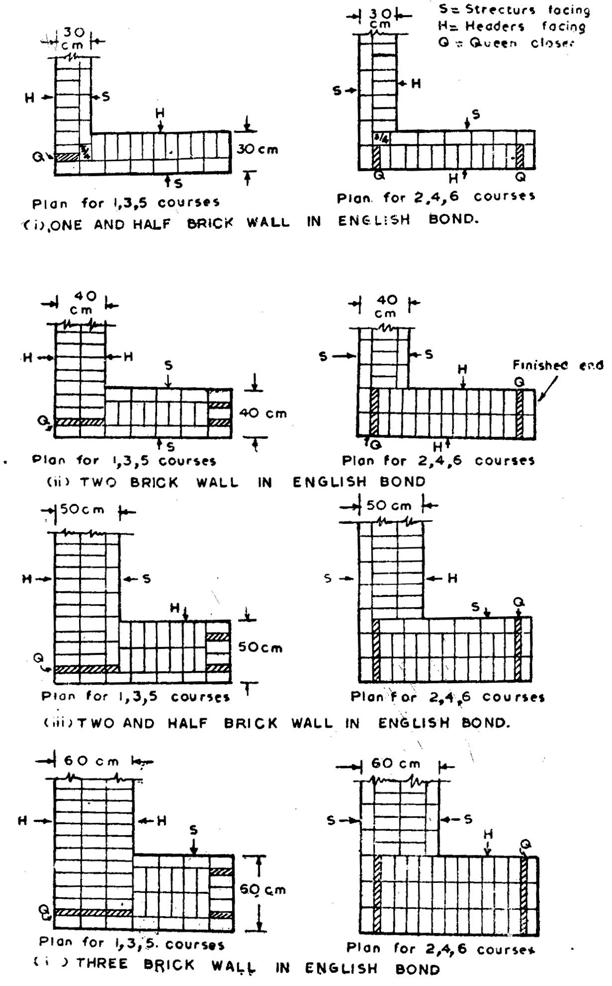 S = Strecturs facing
H = Headers facing
Q = Queen closer
30 cm
30 cm
H
S
H
Q
3/4
30 cm
S
S
H
S
3/4
Q
H
Q
Plan for 1,3,5 courses
Plan. for 2,4,6 courses
(i), ONE AND HALF BRICK WALL IN ENGLISH BOND.
40 cm
40 cm
H
H
S
Q
40 cm
S
S
S
H
Q
Finished end
Q
H
Plan for 1,3,5 courses
Plan for 2,4,6 courses
(ii) TWO BRICK WALL IN ENGLISH BOND
50 cm
50 cm
H
S
H
Q
50 cm
S
H
S
Q
Plan for 1,3,5 courses
Plan for 2,4,6 courses
(iii) TWO AND HALF BRICK WALL IN ENGLISH BOND.
60 cm
60 cm
H
H
S
Q
60 cm
S
S
H
Q
Plan for 1,3,5. courses
Plan for 2,4,6 courses
(i ) THREE BRICK WALL IN ENGLISH BOND